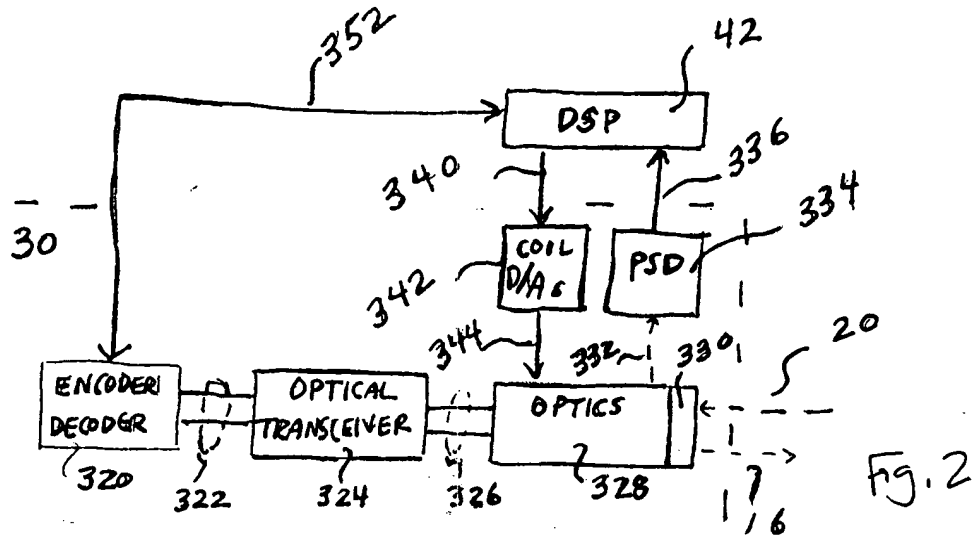 352
42
DSP
340
336
30
334
COIL
D/As
PSD
342
344
332
330
20
ENCODER/
DECODER
OPTICAL
TRANSCEIVER
OPTICS
320
322
324
326
328
16
Fig. 2